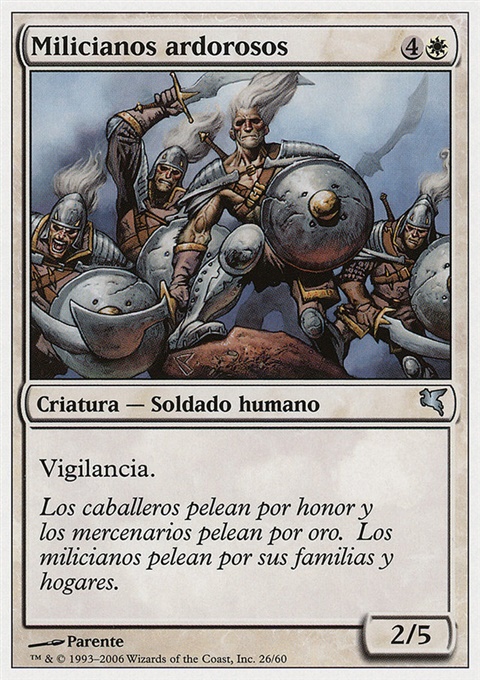 Milicianos ardorosos 4
Criatura — Soldado humano
Vigilancia.
Los caballeros pelean por honor y
los mercenarios pelean por oro. Los
milicianos pelean por sus familias y
hogares.
2/5
Parente
™ & © 1993–2006 Wizards of the Coast, Inc. 26/60